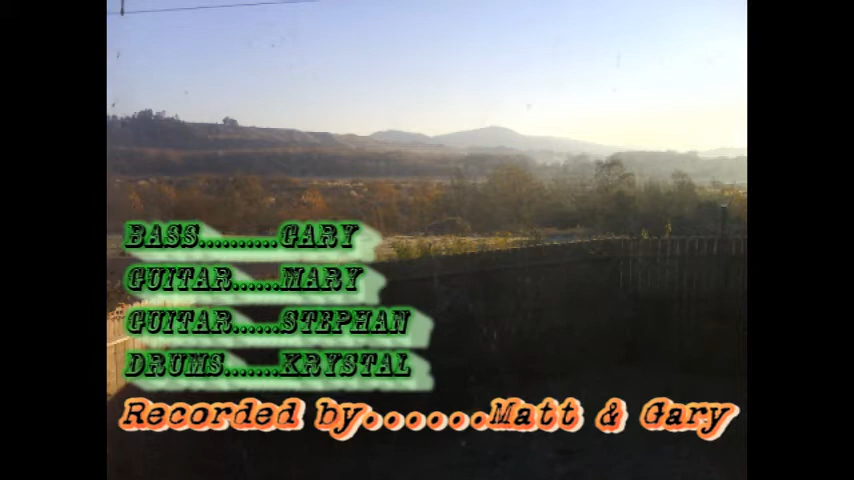 BASS..........GARY
GUITAR......MARY
GUITAR......STEPHAN
DRUMS.......KRYSTAL
Recorded by......Matt & Gary